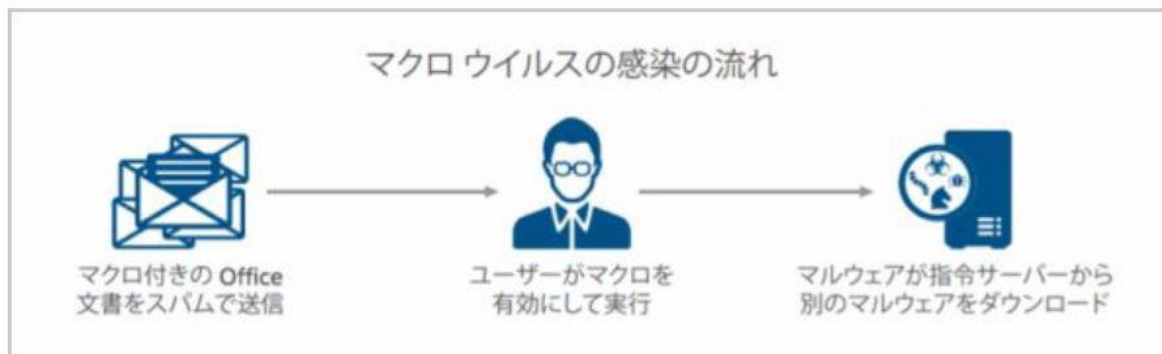 マクロ ウイルスの感染の流れ
マクロ付きの Office
文書をスパムで送信
ユーザーがマクロを
有効にして実行
マルウェアが指令サーバーから
別のマルウェアをダウンロード